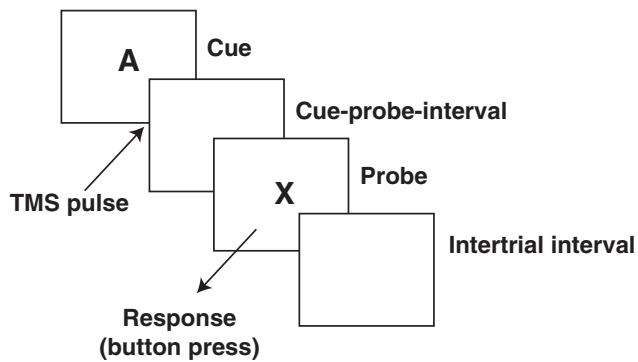 A
Cue
Cue-probe-interval
TMS pulse
X
Probe
Intertrial interval
Response
(button press)